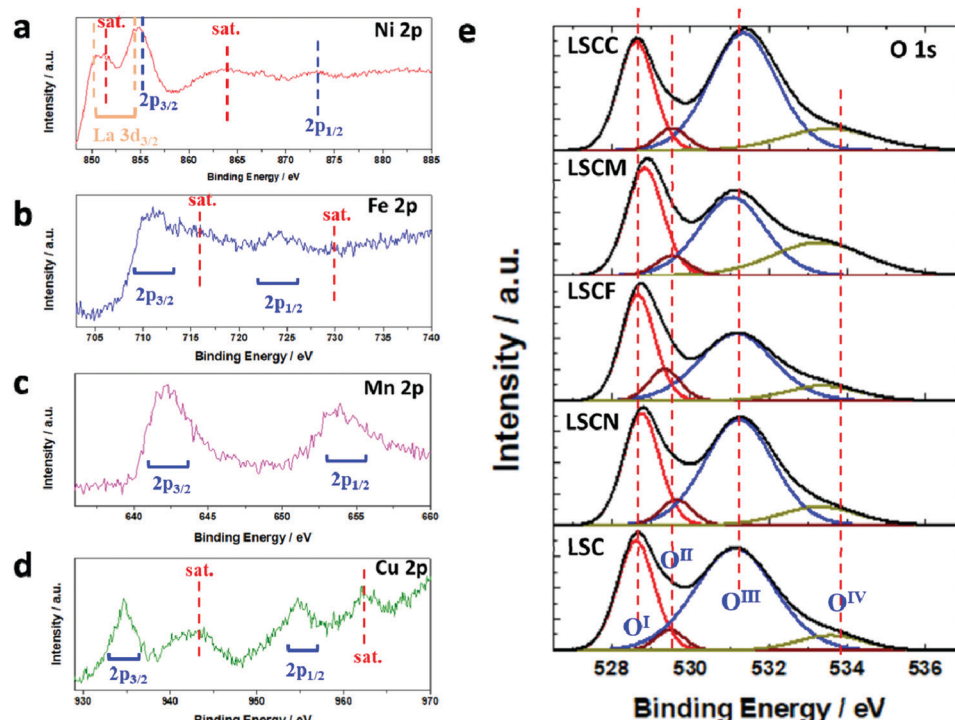 a
Ni 2p
sat.
sat.
2p3/2
2p1/2
La 3d3/2
Intensity / a.u.
850 855 860 865 870 875 880 885
Binding Energy / eV
b
Fe 2p
sat.
sat.
2p3/2
2p1/2
Intensity / a.u.
705 710 715 720 725 730 735 740
Binding Energy / eV
c
Mn 2p
2p3/2
2p1/2
Intensity / a.u.
640 645 650 655 660
Binding Energy / eV
d
Cu 2p
sat.
sat.
2p3/2
2p1/2
Intensity / a.u.
930 940 950 960 970
Binding Energy / eV
e
O 1s
LSCC
LSCM
LSCF
LSCN
LSC
OI
OII
OIII
OIV
Intensity / a.u.
528 530 532 534 536
Binding Energy / eV